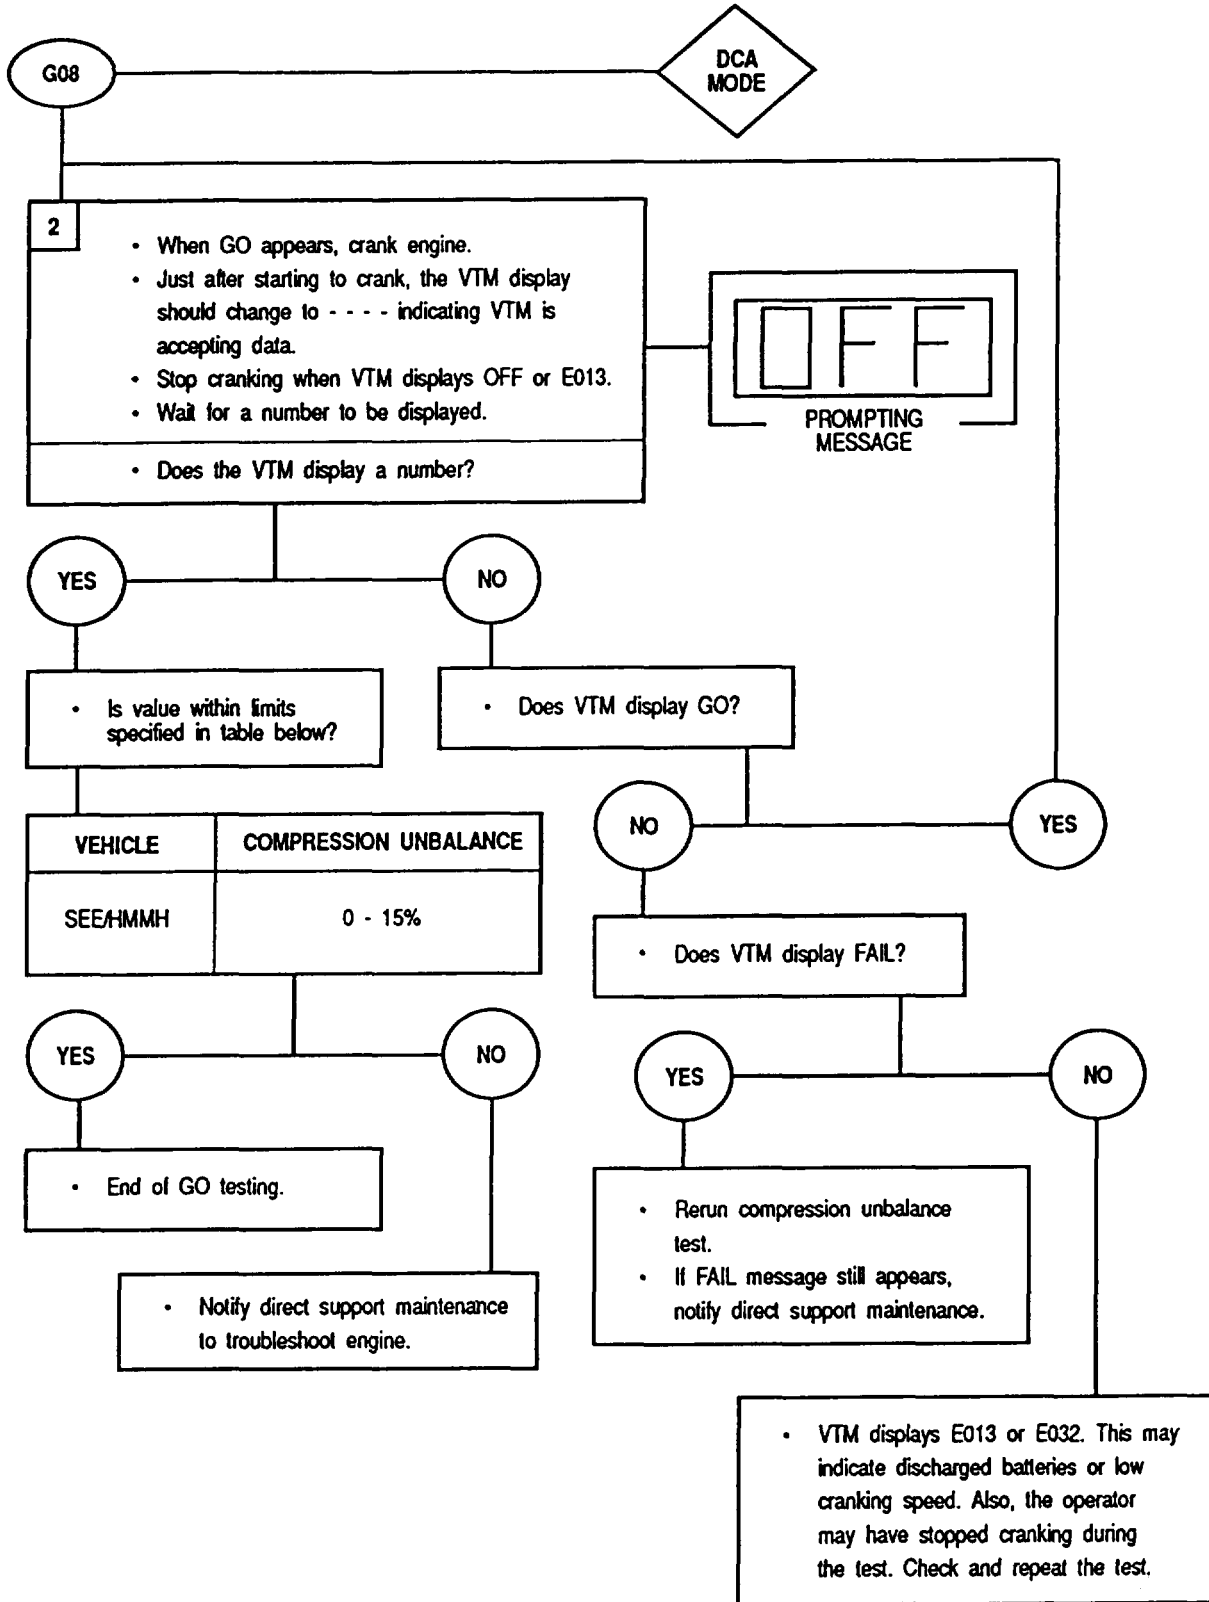 G08
DCA
MODE
2
• When GO appears, crank engine.
• Just after starting to crank, the VTM display
should change to - - - - indicating VTM is
accepting data.
• Stop cranking when VTM displays OFF or E013.
• Wait for a number to be displayed.
• Does the VTM display a number?
OFF
PROMPTING
MESSAGE
YES
NO
• Is value within limits
specified in table below?
• Does VTM display GO?
VEHICLE
COMPRESSION UNBALANCE
SEE/HMMH
0 - 15%
NO
YES
• Does VTM display FAIL?
YES
NO
YES
NO
• End of GO testing.
• Notify direct support maintenance
to troubleshoot engine.
• Rerun compression unbalance
test.
• If FAIL message still appears,
notify direct support maintenance.
• VTM displays E013 or E032. This may
indicate discharged batteries or low
cranking speed. Also, the operator
may have stopped cranking during
the test. Check and repeat the test.